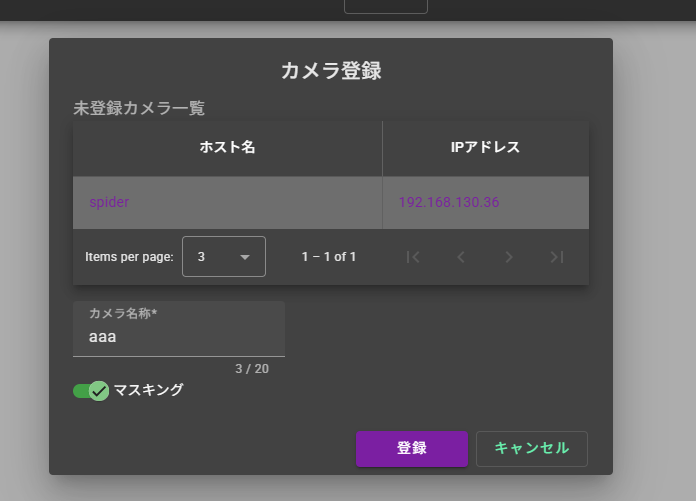 カメラ登録
未登録カメラ一覧
ホスト名 IPアドレス
spider 192.168.130.36
Items per page: 3 1 – 1 of 1
カメラ名称*
aaa
3 / 20
マスキング
登録 キャンセル